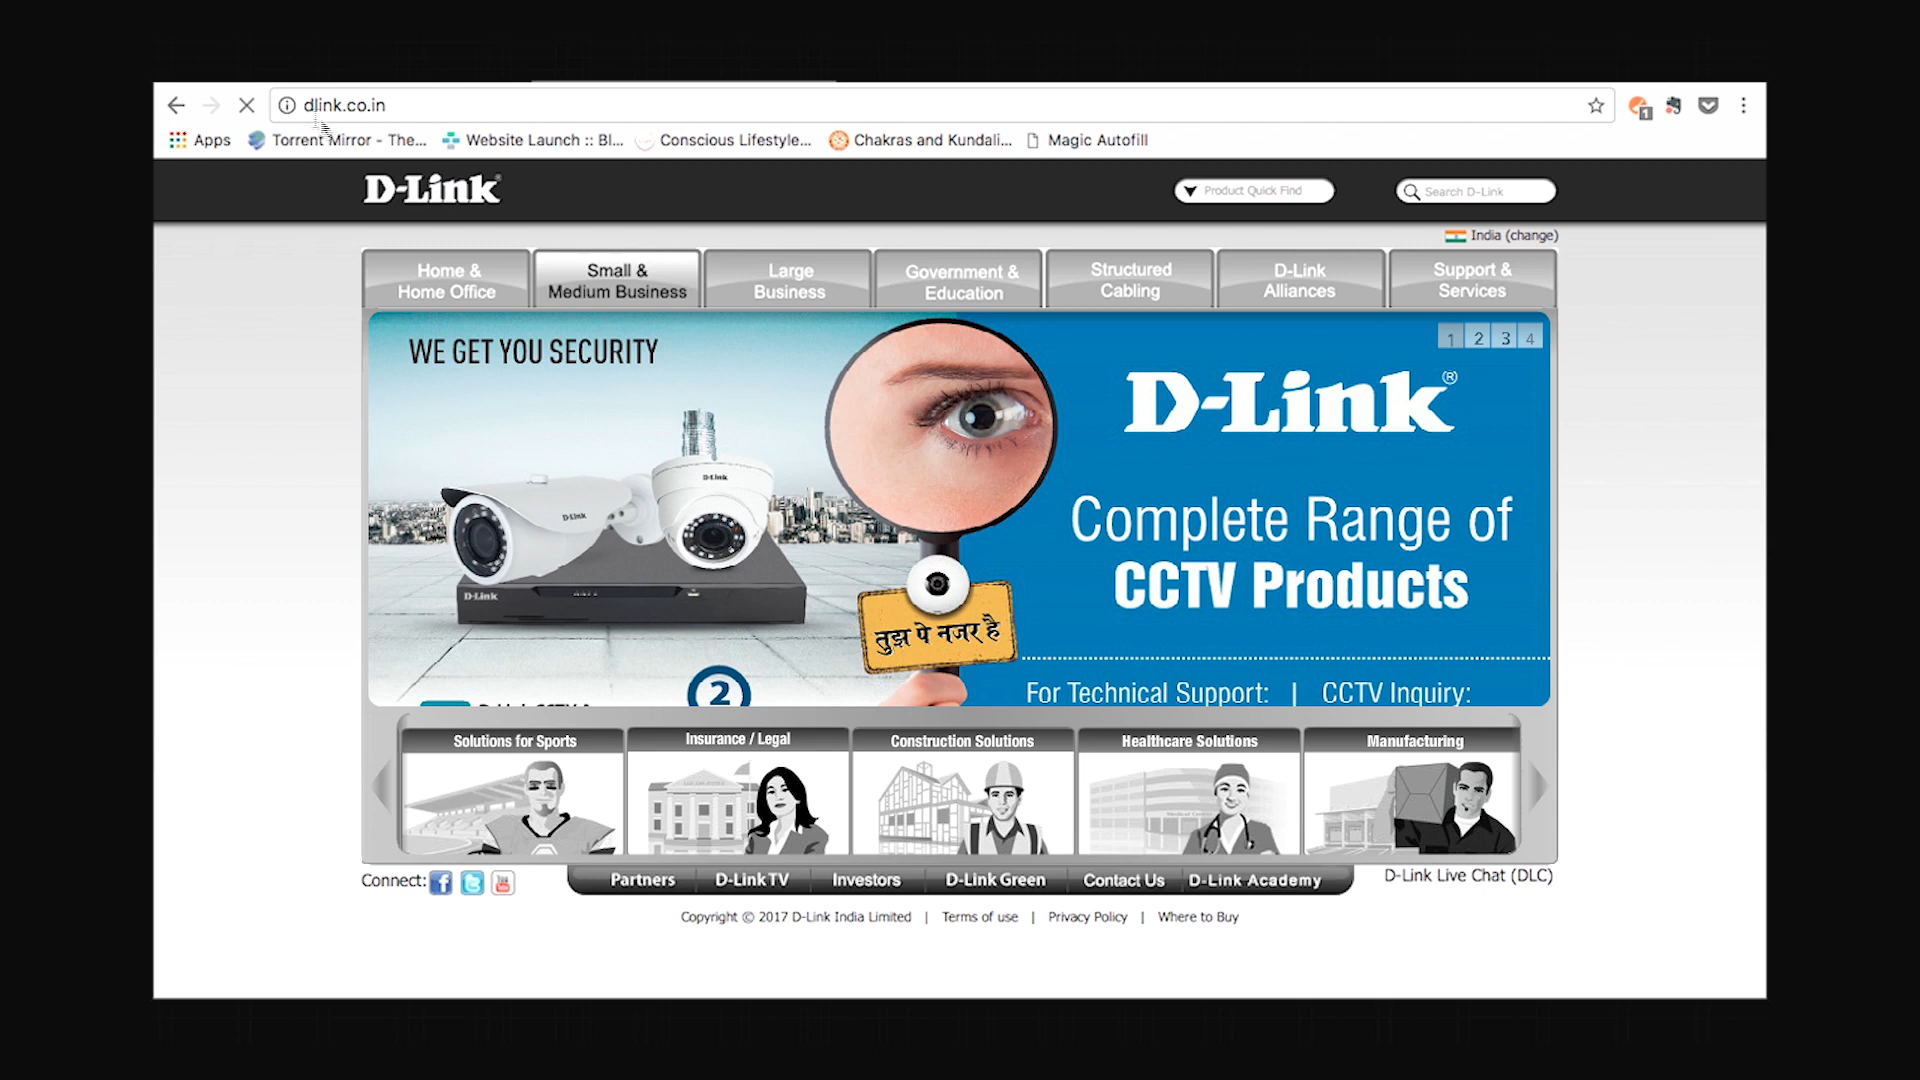 dlink.co.in
Apps
Torrent Mirror - The...
Website Launch :: Bl...
Conscious Lifestyle...
Chakras and Kundali...
Magic Autofill
D-Link
Product Quick Find
Search D-Link
India (change)
Home &
Home Office
Small &
Medium Business
Large
Business
Government &
Education
Structured
Cabling
D-Link
Alliances
Support &
Services
WE GET YOU SECURITY
1 2 3 4
D-Link®
Complete Range of
CCTV Products
D-Link
D-Link
D-Link
तुझ पे नजर है
2
For Technical Support: | CCTV Inquiry:
Solutions for Sports
Insurance / Legal
Construction Solutions
Healthcare Solutions
Manufacturing
Connect:
Partners
D-Link TV
Investors
D-Link Green
Contact Us
D-Link Academy
D-Link Live Chat (DLC)
Copyright © 2017 D-Link India Limited | Terms of use | Privacy Policy | Where to Buy